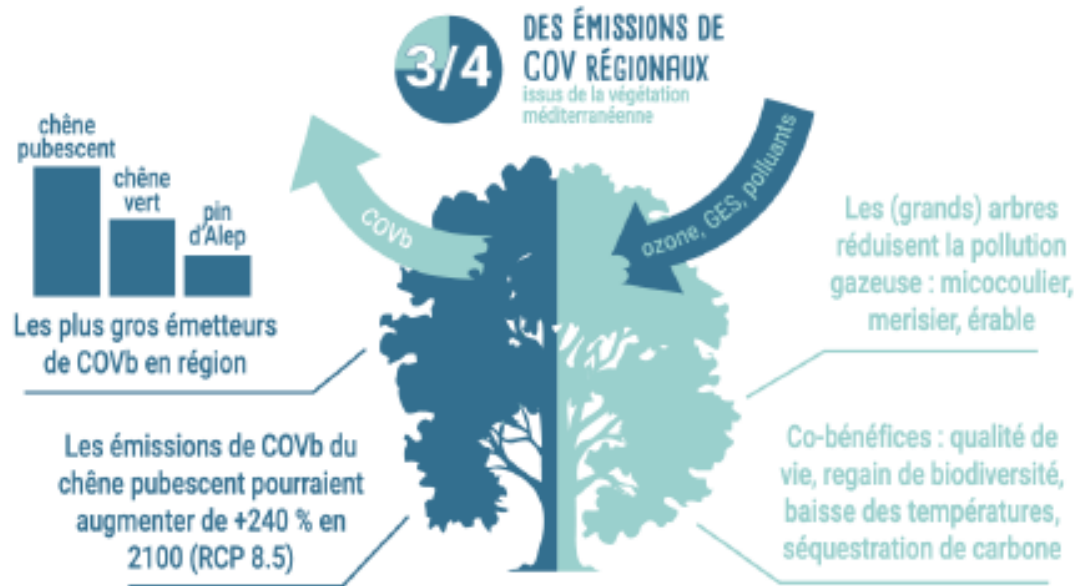 3/4
DES ÉMISSIONS DE
COV RÉGIONAUX
issus de la végétation
méditerranéenne
chêne
pubescent
chêne
vert
pin
d'Alep
Les plus gros émetteurs
de COVb en région
COVb
ozone, GES, polluants
Les (grands) arbres
réduisent la pollution
gazeuse : micocoulier,
merisier, érable
Les émissions de COVb du
chêne pubescent pourraient
augmenter de +240 % en
2100 (RCP 8.5)
Co-bénéfices : qualité de
vie, regain de biodiversité,
baisse des températures,
séquestration de carbone